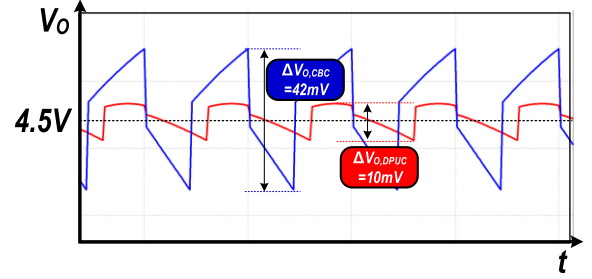 Vo
ΔVO,CBC
=42mV
4.5V
ΔVO,DPUC
=10mV
t